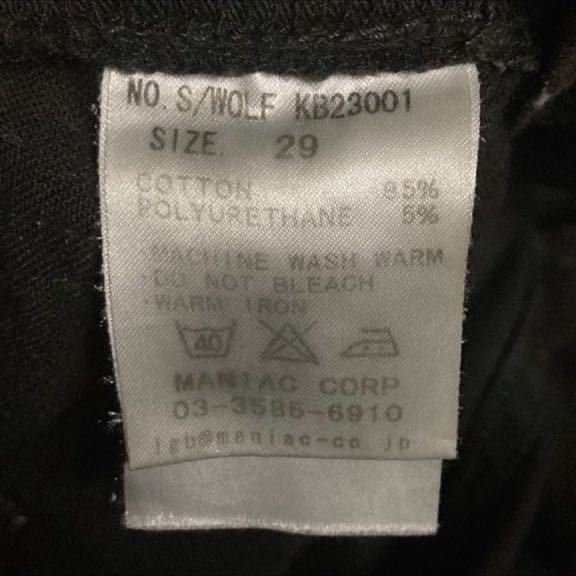 NO. S/WOLF KB23001
SIZE. 29
COTTON 85%
POLYURETHANE 5%
·MACHINE WASH WARM
·DO NOT BLEACH
·WARM IRON
40
MANIAC CORP
03-3585-6910
lgb@maniac-co.jp